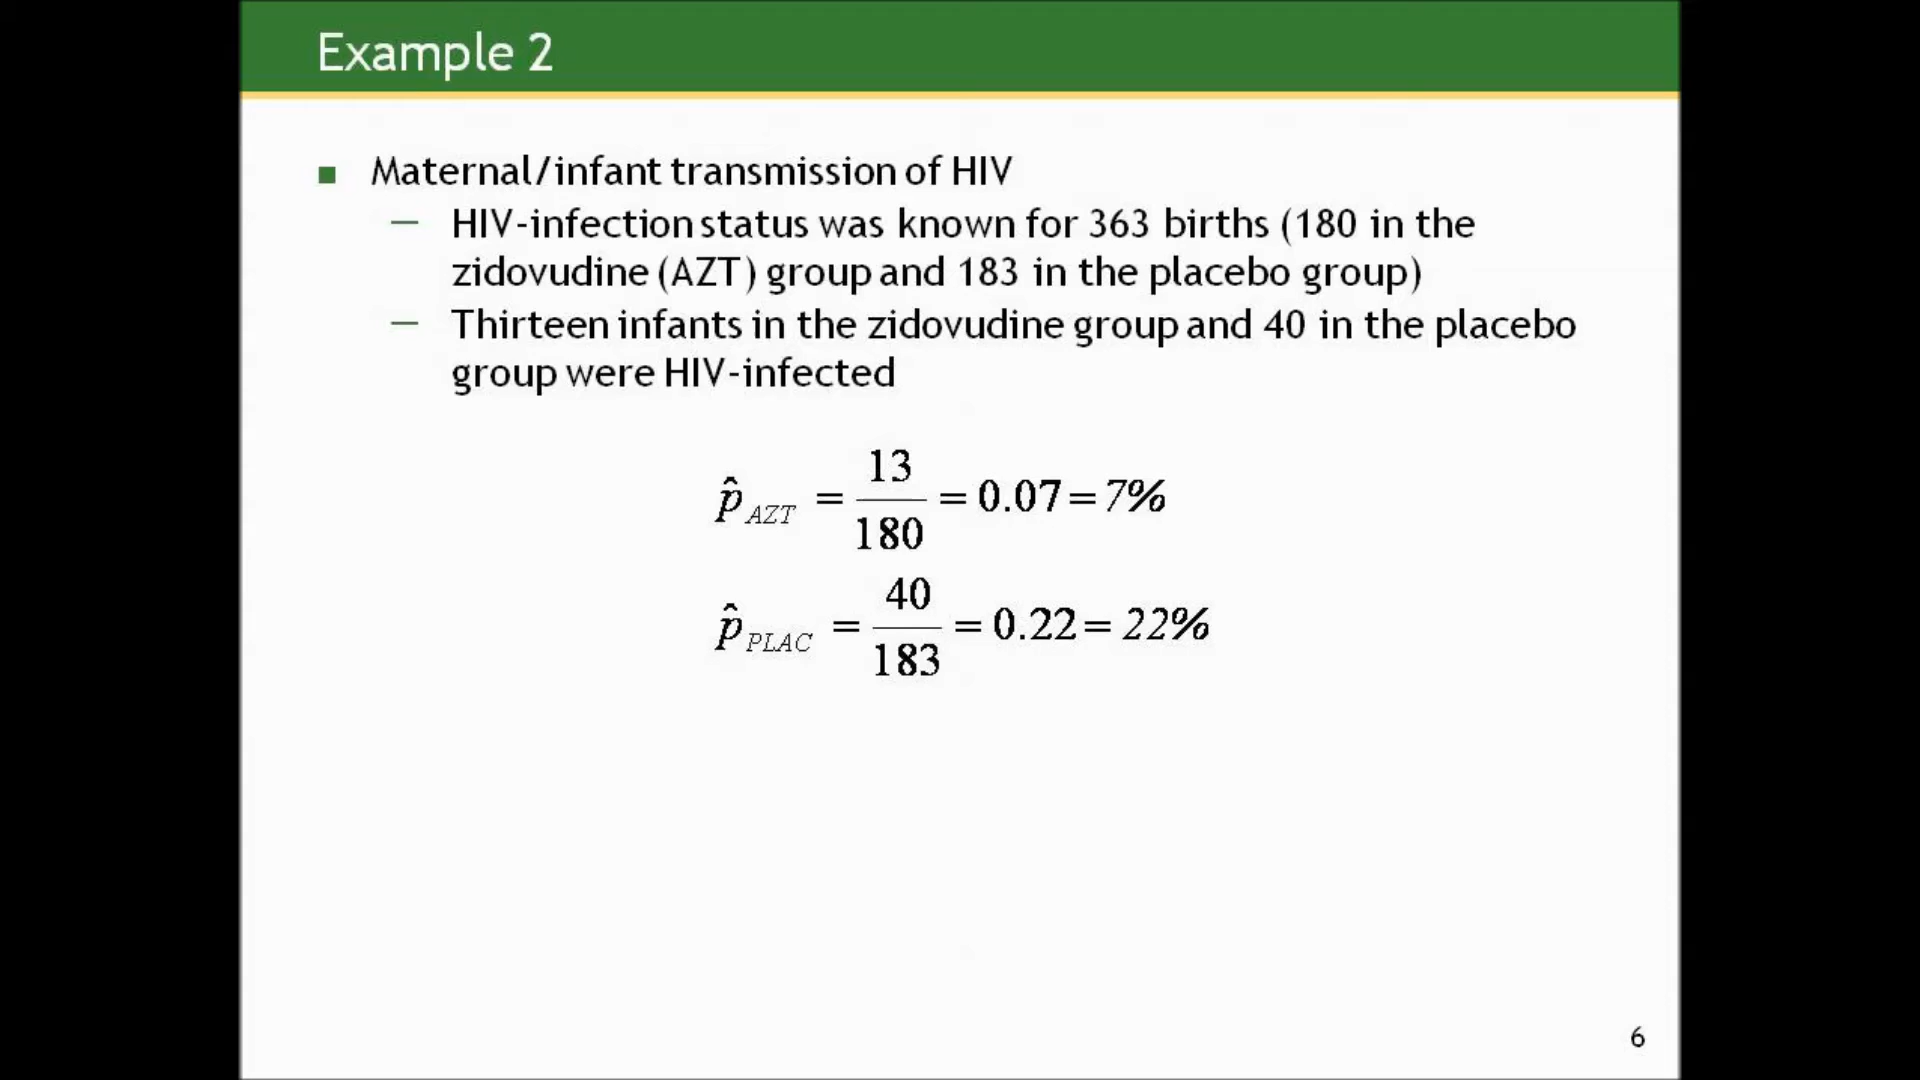 Example 2
Maternal/infant transmission of HIV
— HIV-infection status was known for 363 births (180 in the
zidovudine (AZT) group and 183 in the placebo group)
— Thirteen infants in the zidovudine group and 40 in the placebo
group were HIV-infected
p̂_AZT = 13/180 = 0.07 = 7%
p̂_PLAC = 40/183 = 0.22 = 22%
6